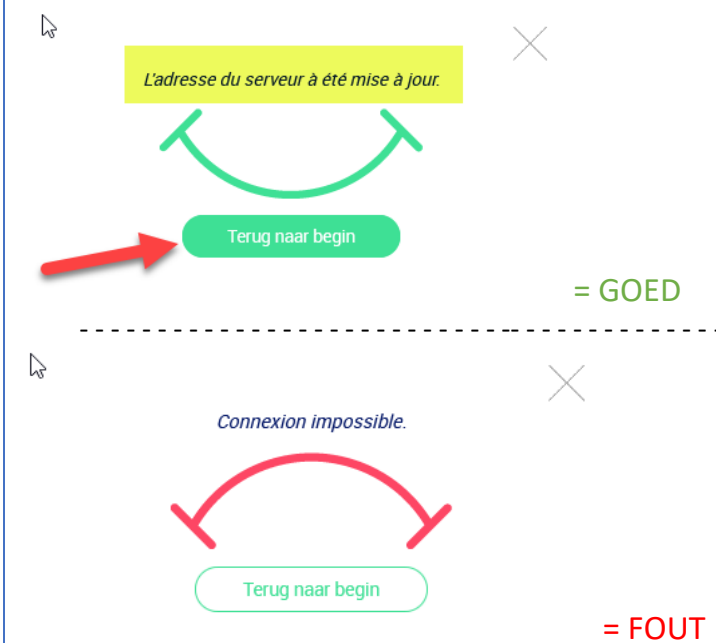 L'adresse du serveur à été mise à jour.
Terug naar begin
= GOED
Connexion impossible.
Terug naar begin
= FOUT